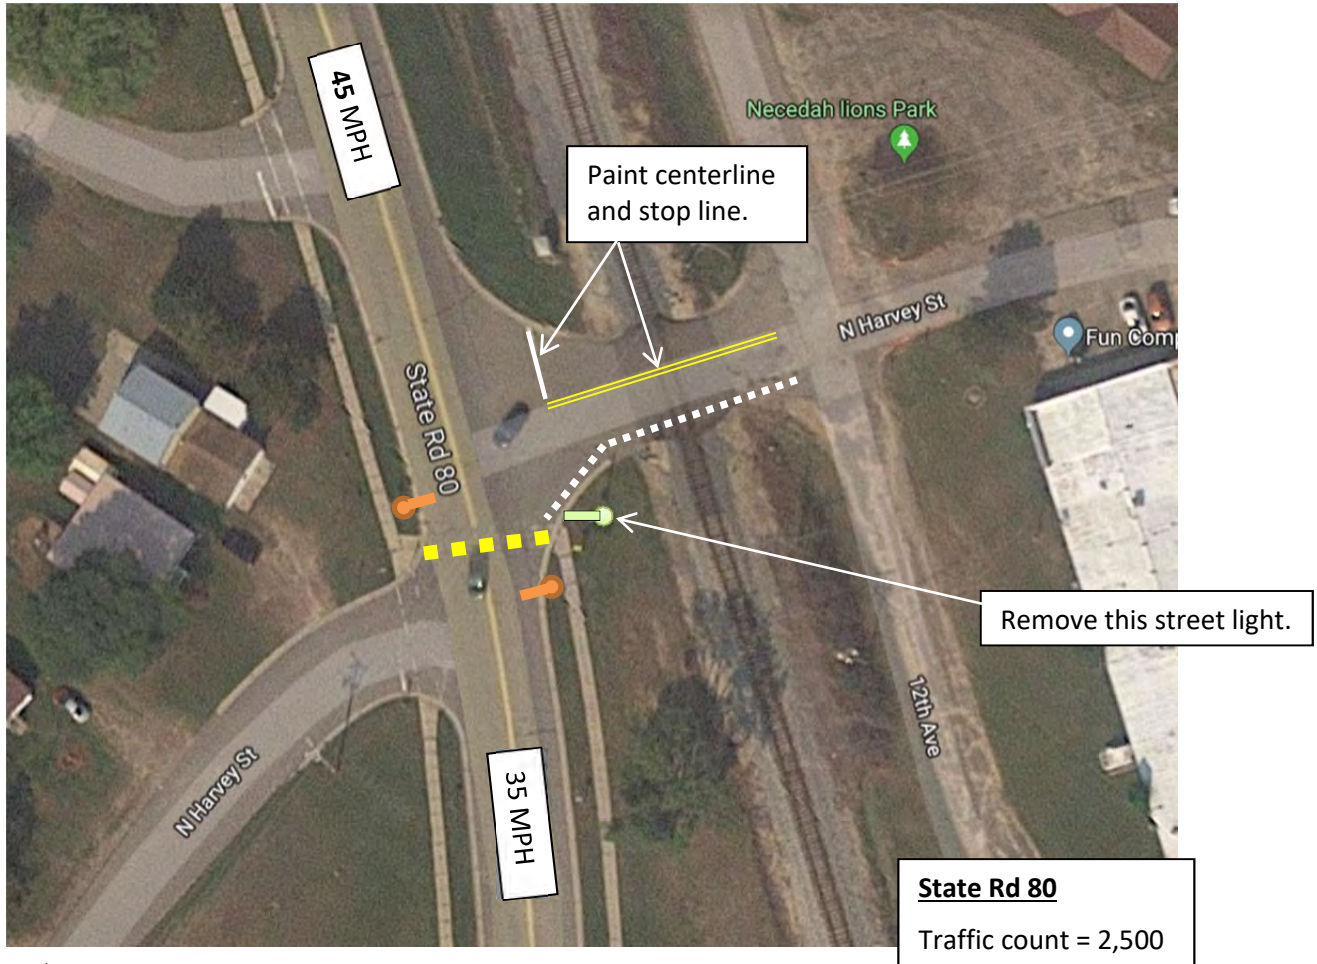 45 MPH
Necedah lions Park
Paint centerline
and stop line.
N Harvey St
Fun Comp
State Rd 80
Remove this street light.
12th Ave
N Harvey St
35 MPH
State Rd 80
Traffic count = 2,500